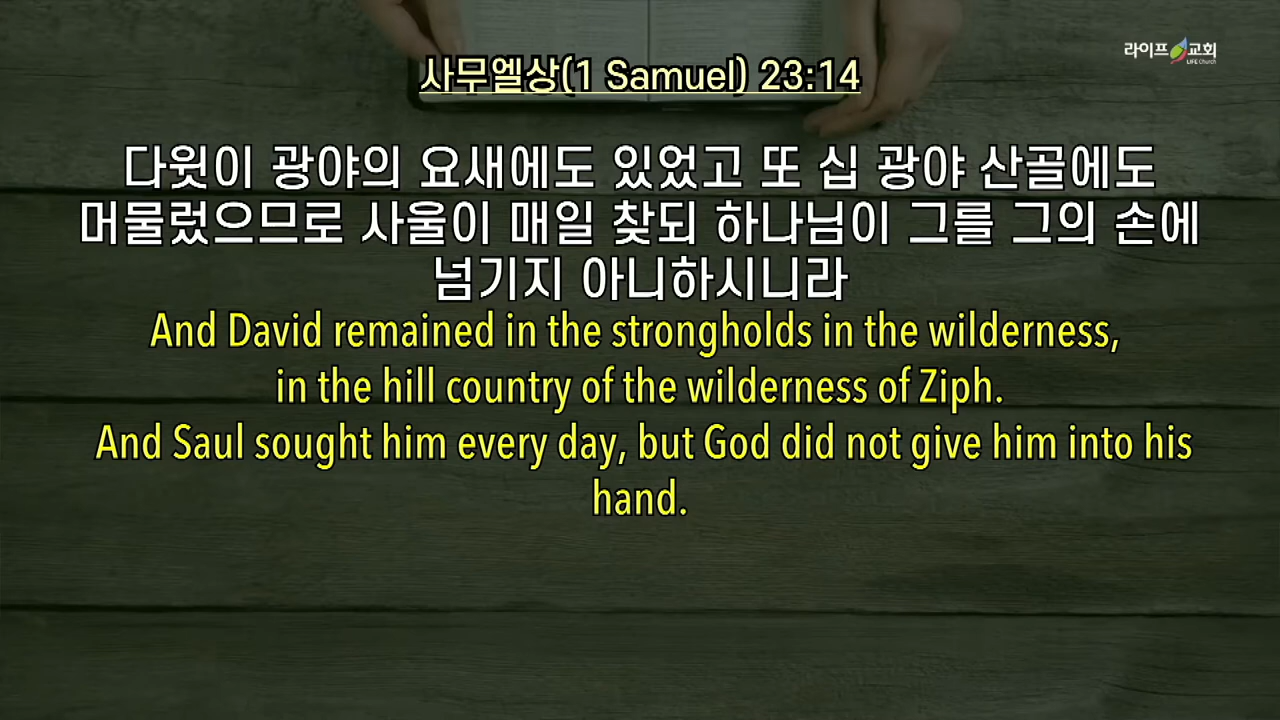 라이프 교회
LIFE Church
사무엘상(1 Samuel) 23:14
다윗이 광야의 요새에도 있었고 또 십 광야 산골에도
머물렀으므로 사울이 매일 찾되 하나님이 그를 그의 손에
넘기지 아니하시니라
And David remained in the strongholds in the wilderness,
in the hill country of the wilderness of Ziph.
And Saul sought him every day, but God did not give him into his
hand.